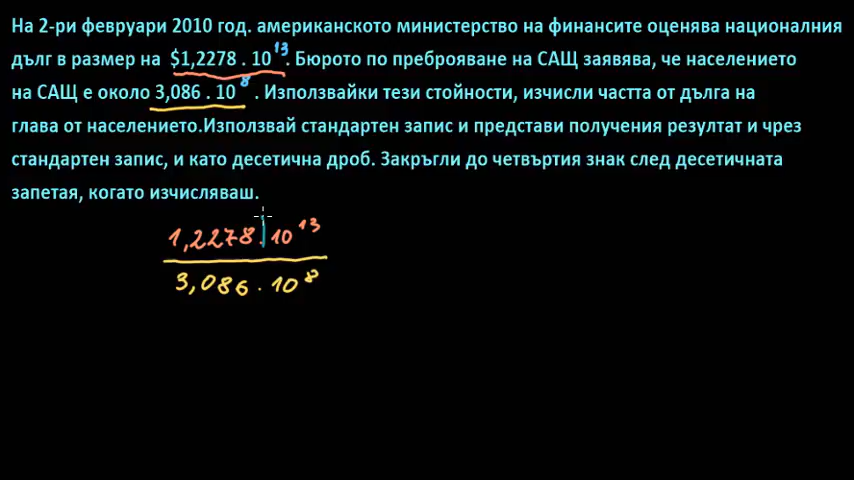 На 2-ри февруари 2010 год. американското министерство на финансите оценява националния
дълг в размер на $1,2278 . 10¹³. Бюрото по преброяване на САЩ заявява, че населението
на САЩ е около 3,086 . 10⁸ . Използвайки тези стойности, изчисли частта от дълга на
глава от населението.Използвай стандартен запис и представи получения резултат и чрез
стандартен запис, и като десетична дроб. Закръгли до четвъртия знак след десетичната
запетая, когато изчисляваш.
1,2278 . 10¹³
3,086 . 10⁸